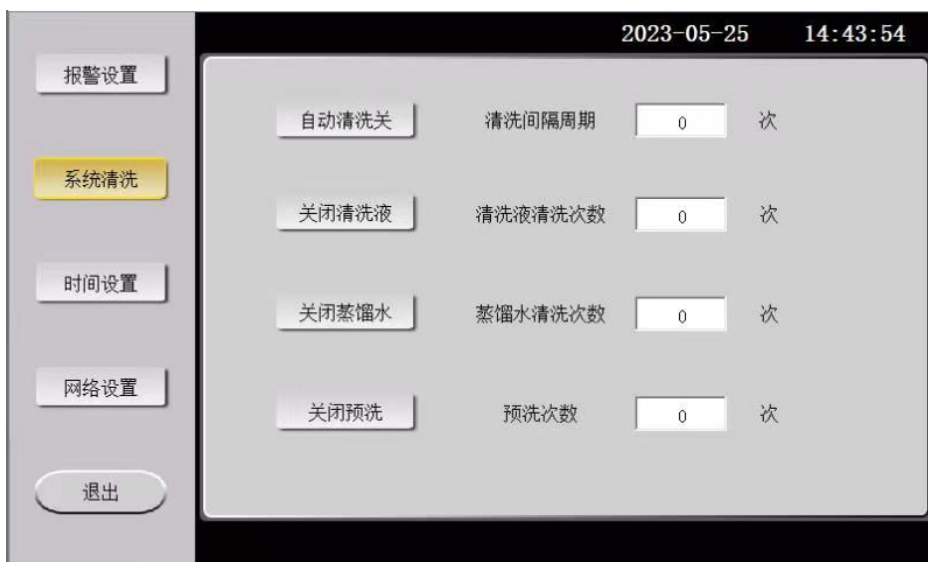 2023-05-25 14:43:54
报警设置
系统清洗
时间设置
网络设置
退出
自动清洗关 清洗间隔周期 0 次
关闭清洗液 清洗液清洗次数 0 次
关闭蒸馏水 蒸馏水清洗次数 0 次
关闭预洗 预洗次数 0 次